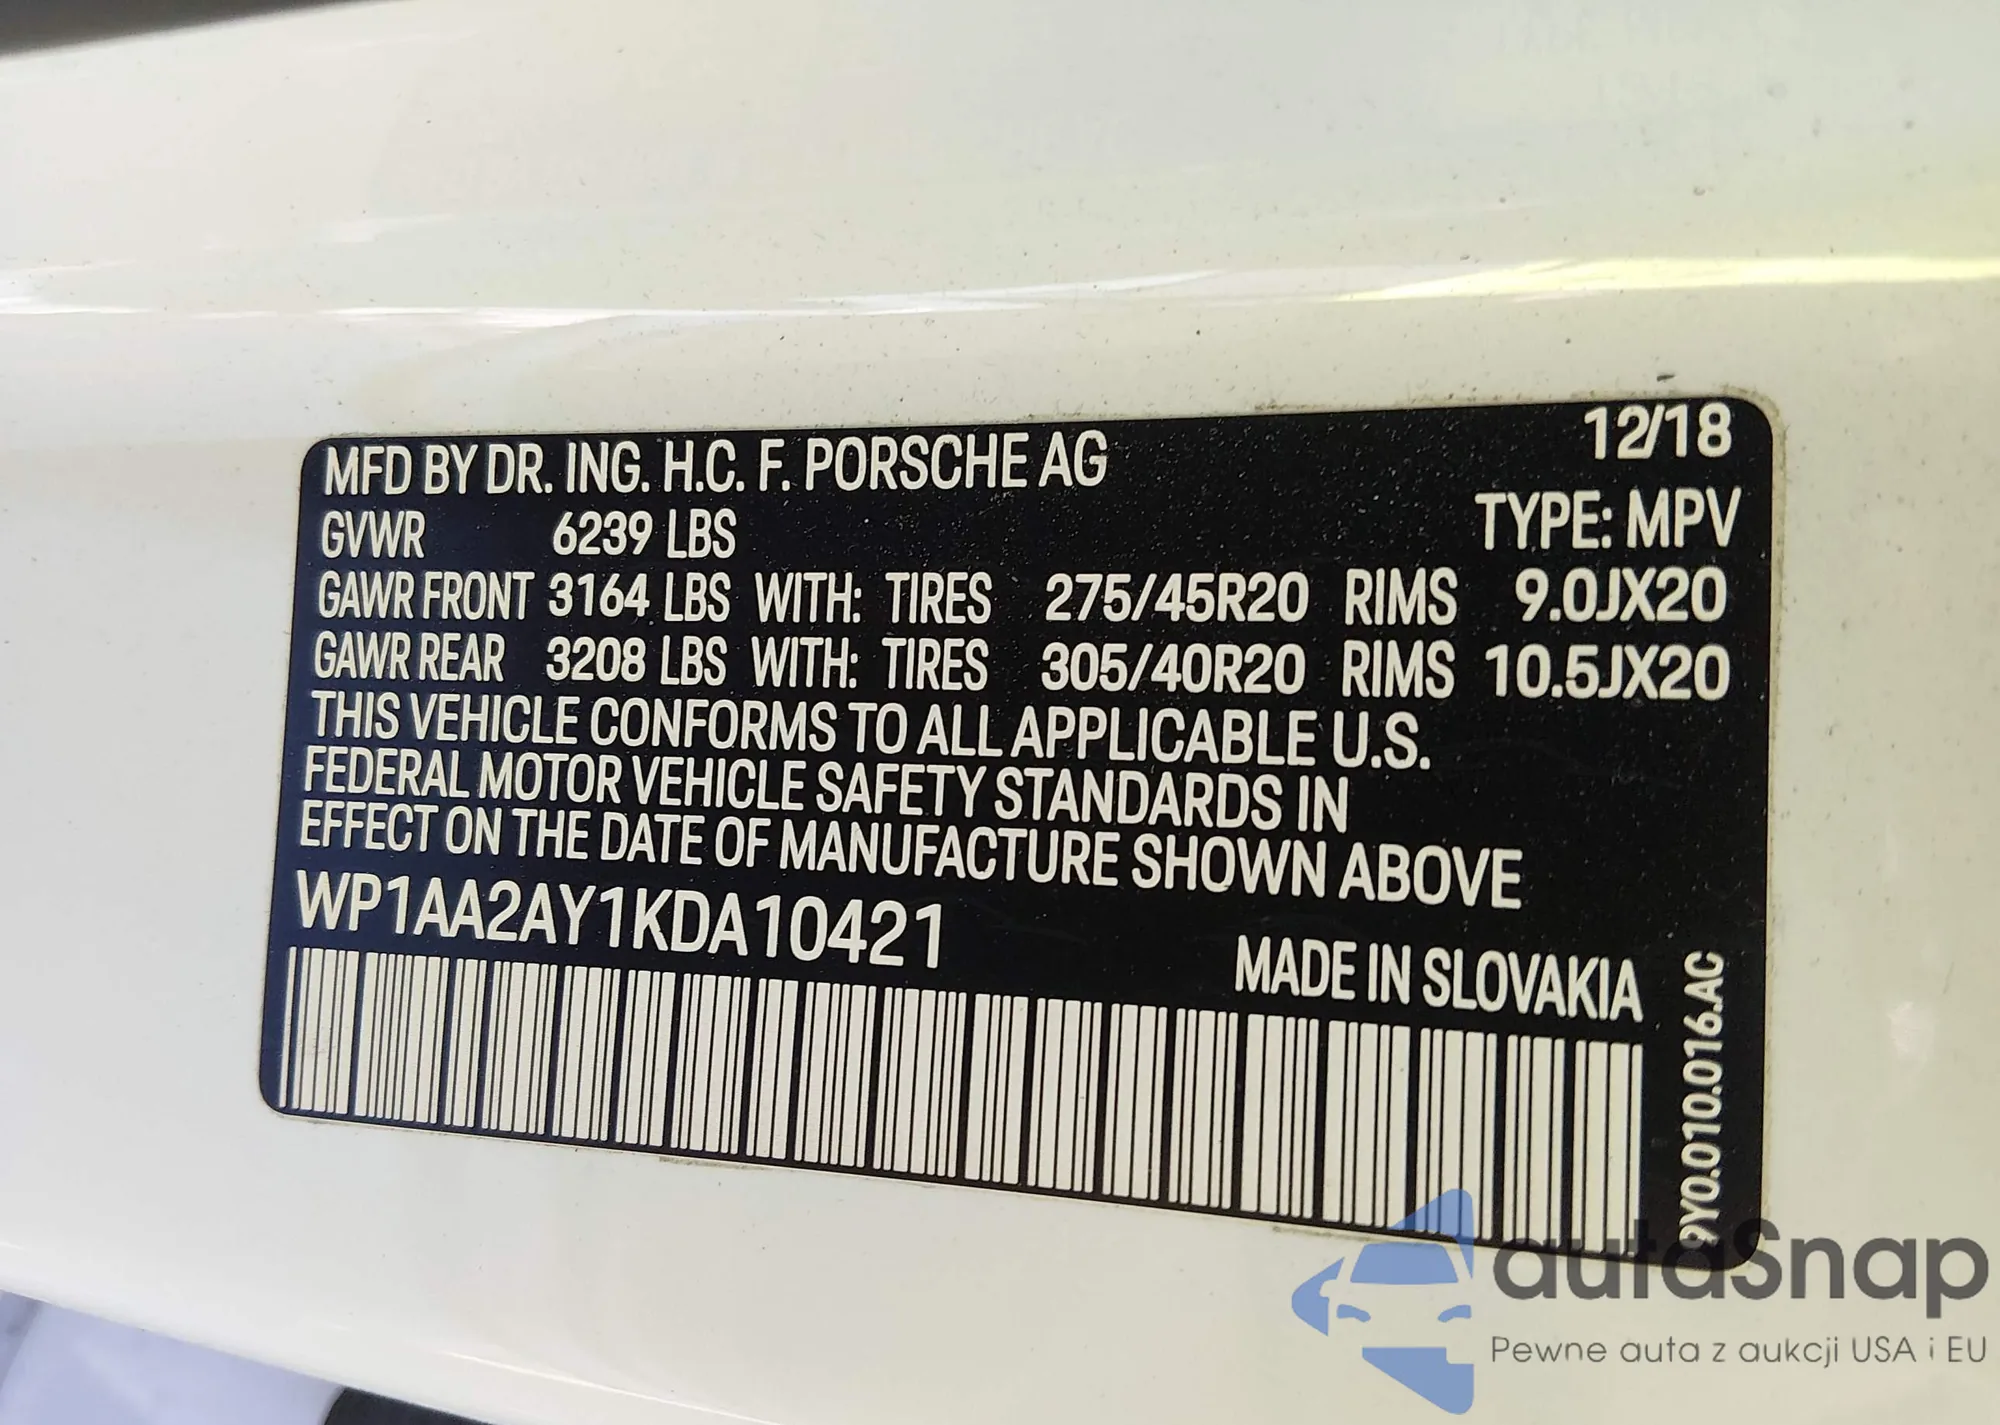 12/18
MFD BY DR. ING. H.C. F. PORSCHE AG
TYPE: MPV
GVWR 6239 LBS
GAWR FRONT 3164 LBS WITH: TIRES 275/45R20 RIMS 9.0JX20
GAWR REAR 3208 LBS WITH: TIRES 305/40R20 RIMS 10.5JX20
THIS VEHICLE CONFORMS TO ALL APPLICABLE U.S.
FEDERAL MOTOR VEHICLE SAFETY STANDARDS IN
EFFECT ON THE DATE OF MANUFACTURE SHOWN ABOVE
WP1AA2AY1KDA10421
MADE IN SLOVAKIA
9Y0.010.016.AC
autaSnap
Pewne auta z aukcji USA i EU